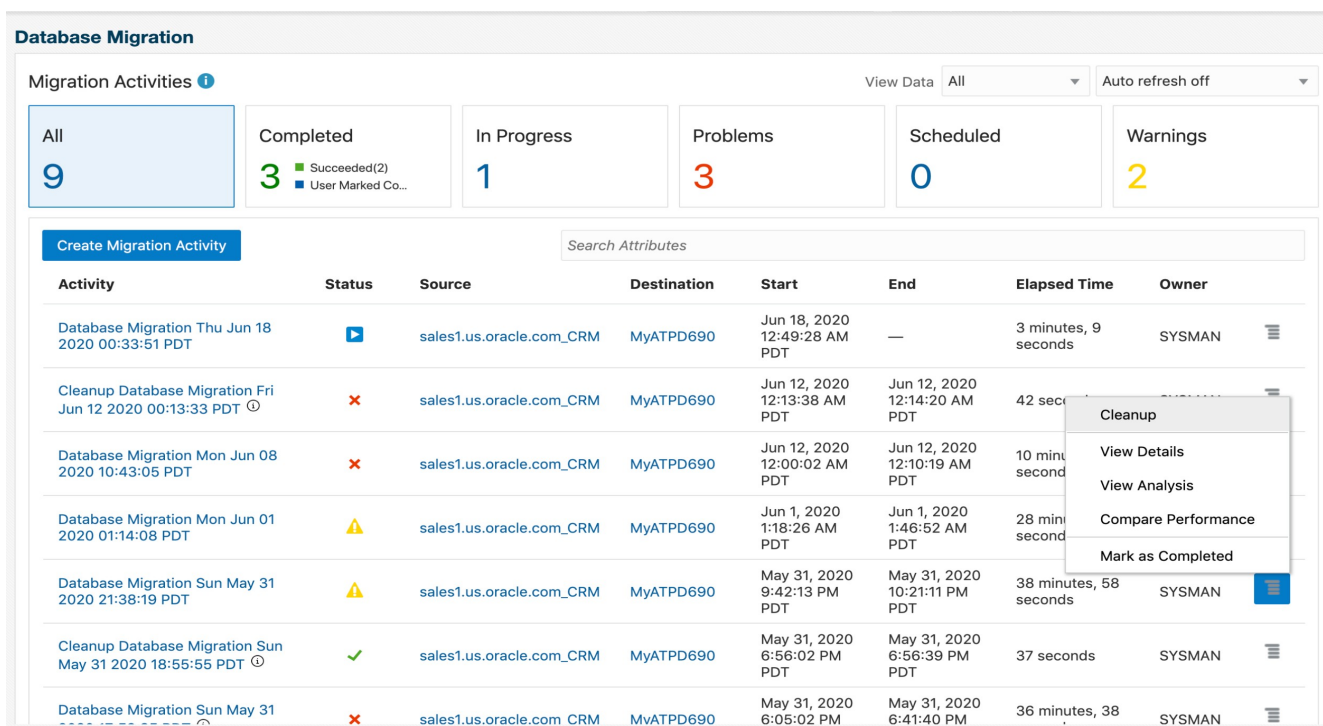 Database Migration
Migration Activities
View Data All Auto refresh off
All
9
Completed
3 Succeeded(2)
User Marked Co...
In Progress
1
Problems
3
Scheduled
0
Warnings
2
Create Migration Activity Search Attributes
Activity Status Source Destination Start End Elapsed Time Owner
Database Migration Thu Jun 18
2020 00:33:51 PDT
sales1.us.oracle.com_CRM MyATPD690
Jun 18, 2020
12:49:28 AM
PDT
—
3 minutes, 9
seconds
SYSMAN
Cleanup Database Migration Fri
Jun 12 2020 00:13:33 PDT
sales1.us.oracle.com_CRM MyATPD690
Jun 12, 2020
12:13:38 AM
PDT
Jun 12, 2020
12:14:20 AM
PDT
42
Database Migration Mon Jun 08
2020 10:43:05 PDT
sales1.us.oracle.com_CRM MyATPD690
Jun 12, 2020
12:00:02 AM
PDT
Jun 12, 2020
12:10:19 AM
PDT
10
Database Migration Mon Jun 01
2020 01:14:08 PDT
sales1.us.oracle.com_CRM MyATPD690
Jun 1, 2020
1:18:26 AM
PDT
Jun 1, 2020
1:46:52 AM
PDT
28
Cleanup
View Details
View Analysis
Compare Performance
Mark as Completed
Database Migration Sun May 31
2020 21:38:19 PDT
sales1.us.oracle.com_CRM MyATPD690
May 31, 2020
9:42:13 PM
PDT
May 31, 2020
10:21:11 PM
PDT
38 minutes, 58
seconds
SYSMAN
Cleanup Database Migration Sun
May 31 2020 18:55:55 PDT
sales1.us.oracle.com_CRM MyATPD690
May 31, 2020
6:56:02 PM
PDT
May 31, 2020
6:56:39 PM
PDT
37 seconds
SYSMAN
Database Migration Sun May 31
sales1.us.oracle.com_CRM MyATPD690
May 31, 2020
6:05:02 PM
May 31, 2020
6:41:40 PM
36 minutes, 38
SYSMAN